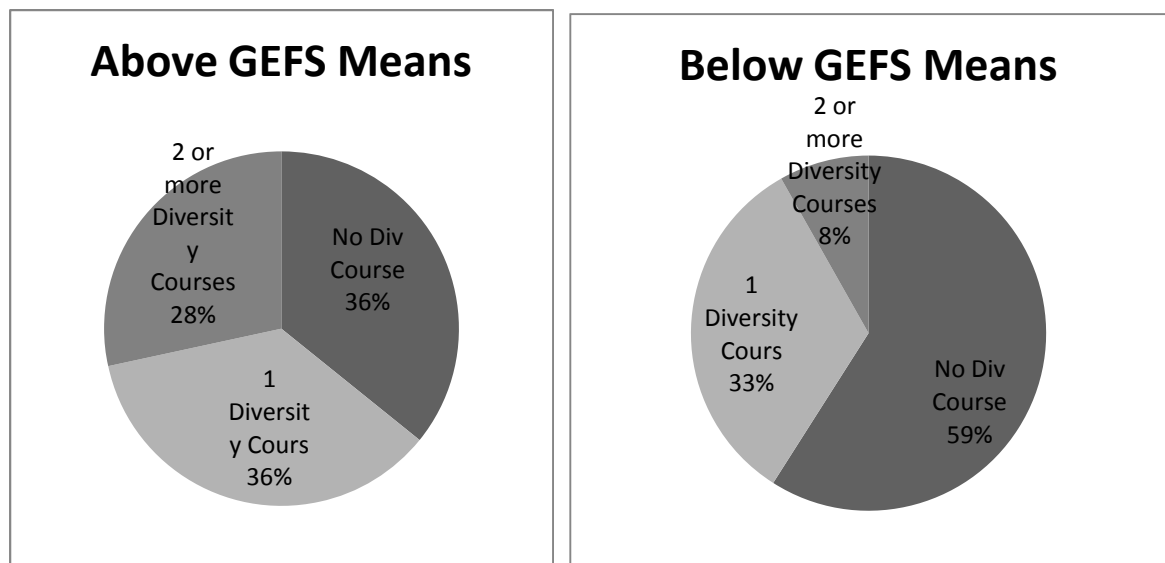 Above GEFS Means
2 or
more
Diversit
y
Courses
28%
No Div
Course
36%
1
Diversit
y Cours
36%
Below GEFS Means
2 or
more
Diversity
Courses
8%
1
Diversity
Cours
33%
No Div
Course
59%